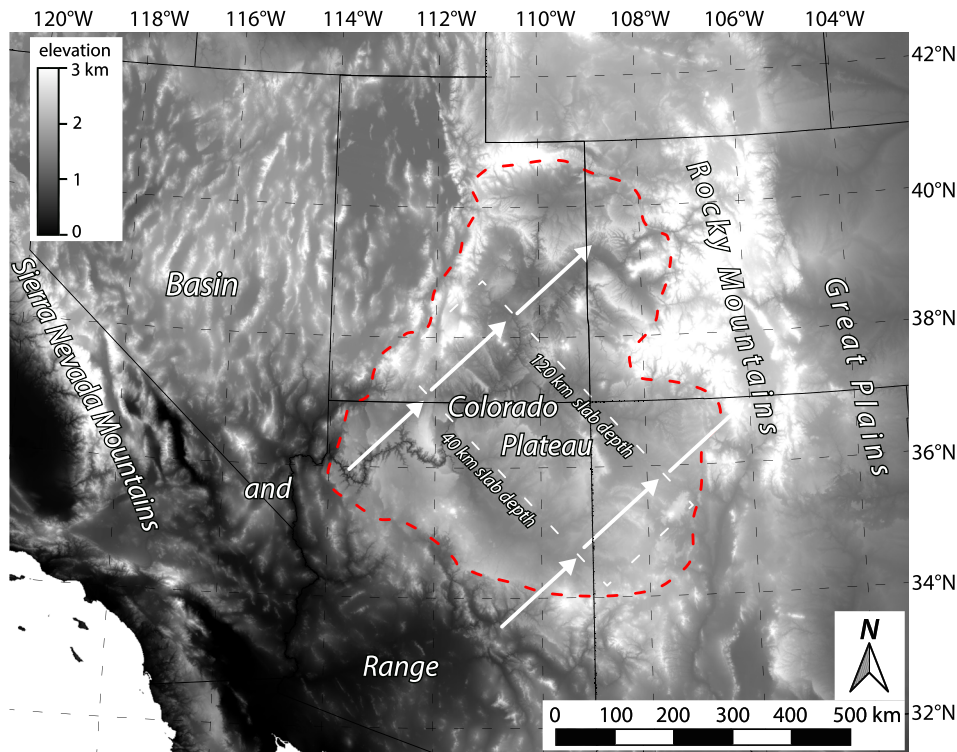 120°W 118°W 116°W 114°W 112°W 110°W 108°W 106°W 104°W
elevation
3 km
2
1
0
42°N
40°N
38°N
36°N
34°N
32°N
Rocky Mountains
Great Plains
Basin
Sierra Nevada Mountains
120 km slab depth
Colorado
Plateau
40 km slab depth
and
Range
N
0 100 200 300 400 500 km